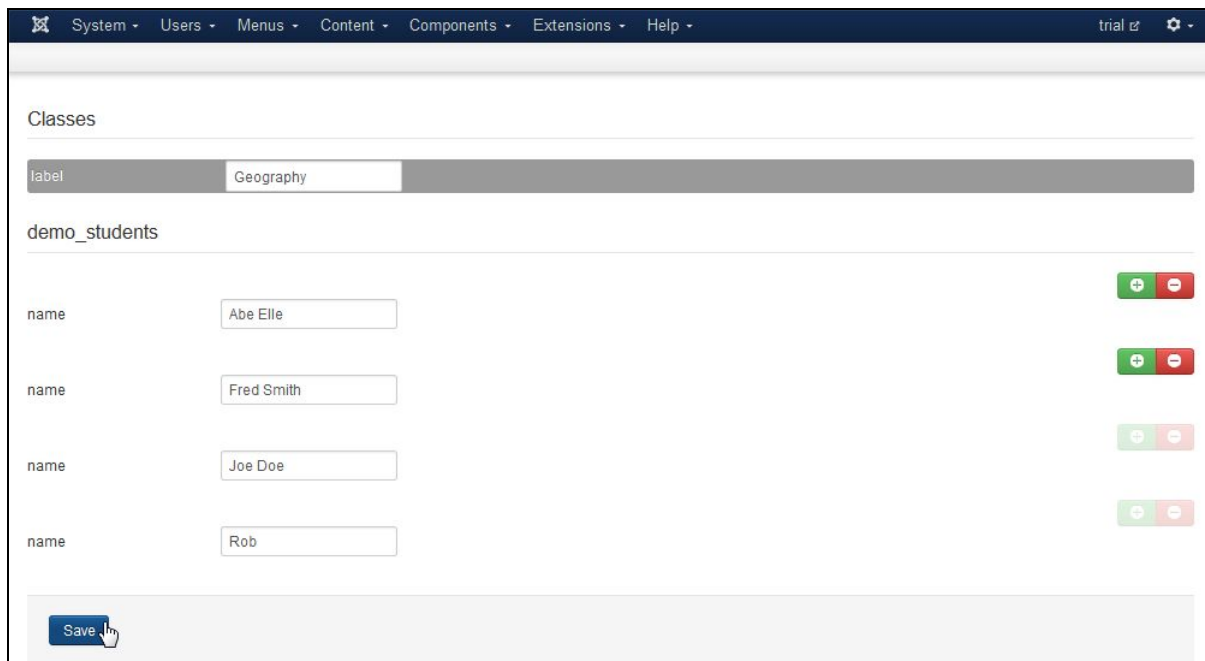 System Users Menus Content Components Extensions Help trial
Classes
label Geography
demo_students
name Abe Elle
name Fred Smith
name Joe Doe
name Rob
Save